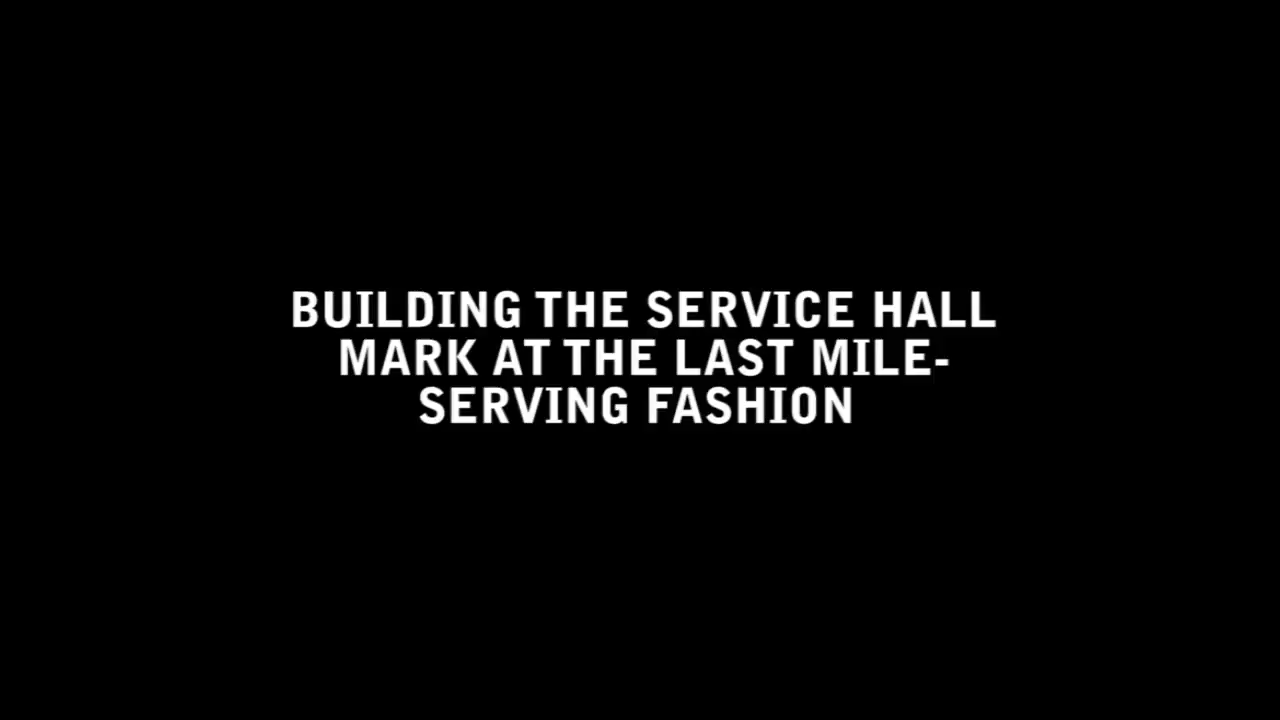 BUILDING THE SERVICE HALL
MARK AT THE LAST MILE-
SERVING FASHION